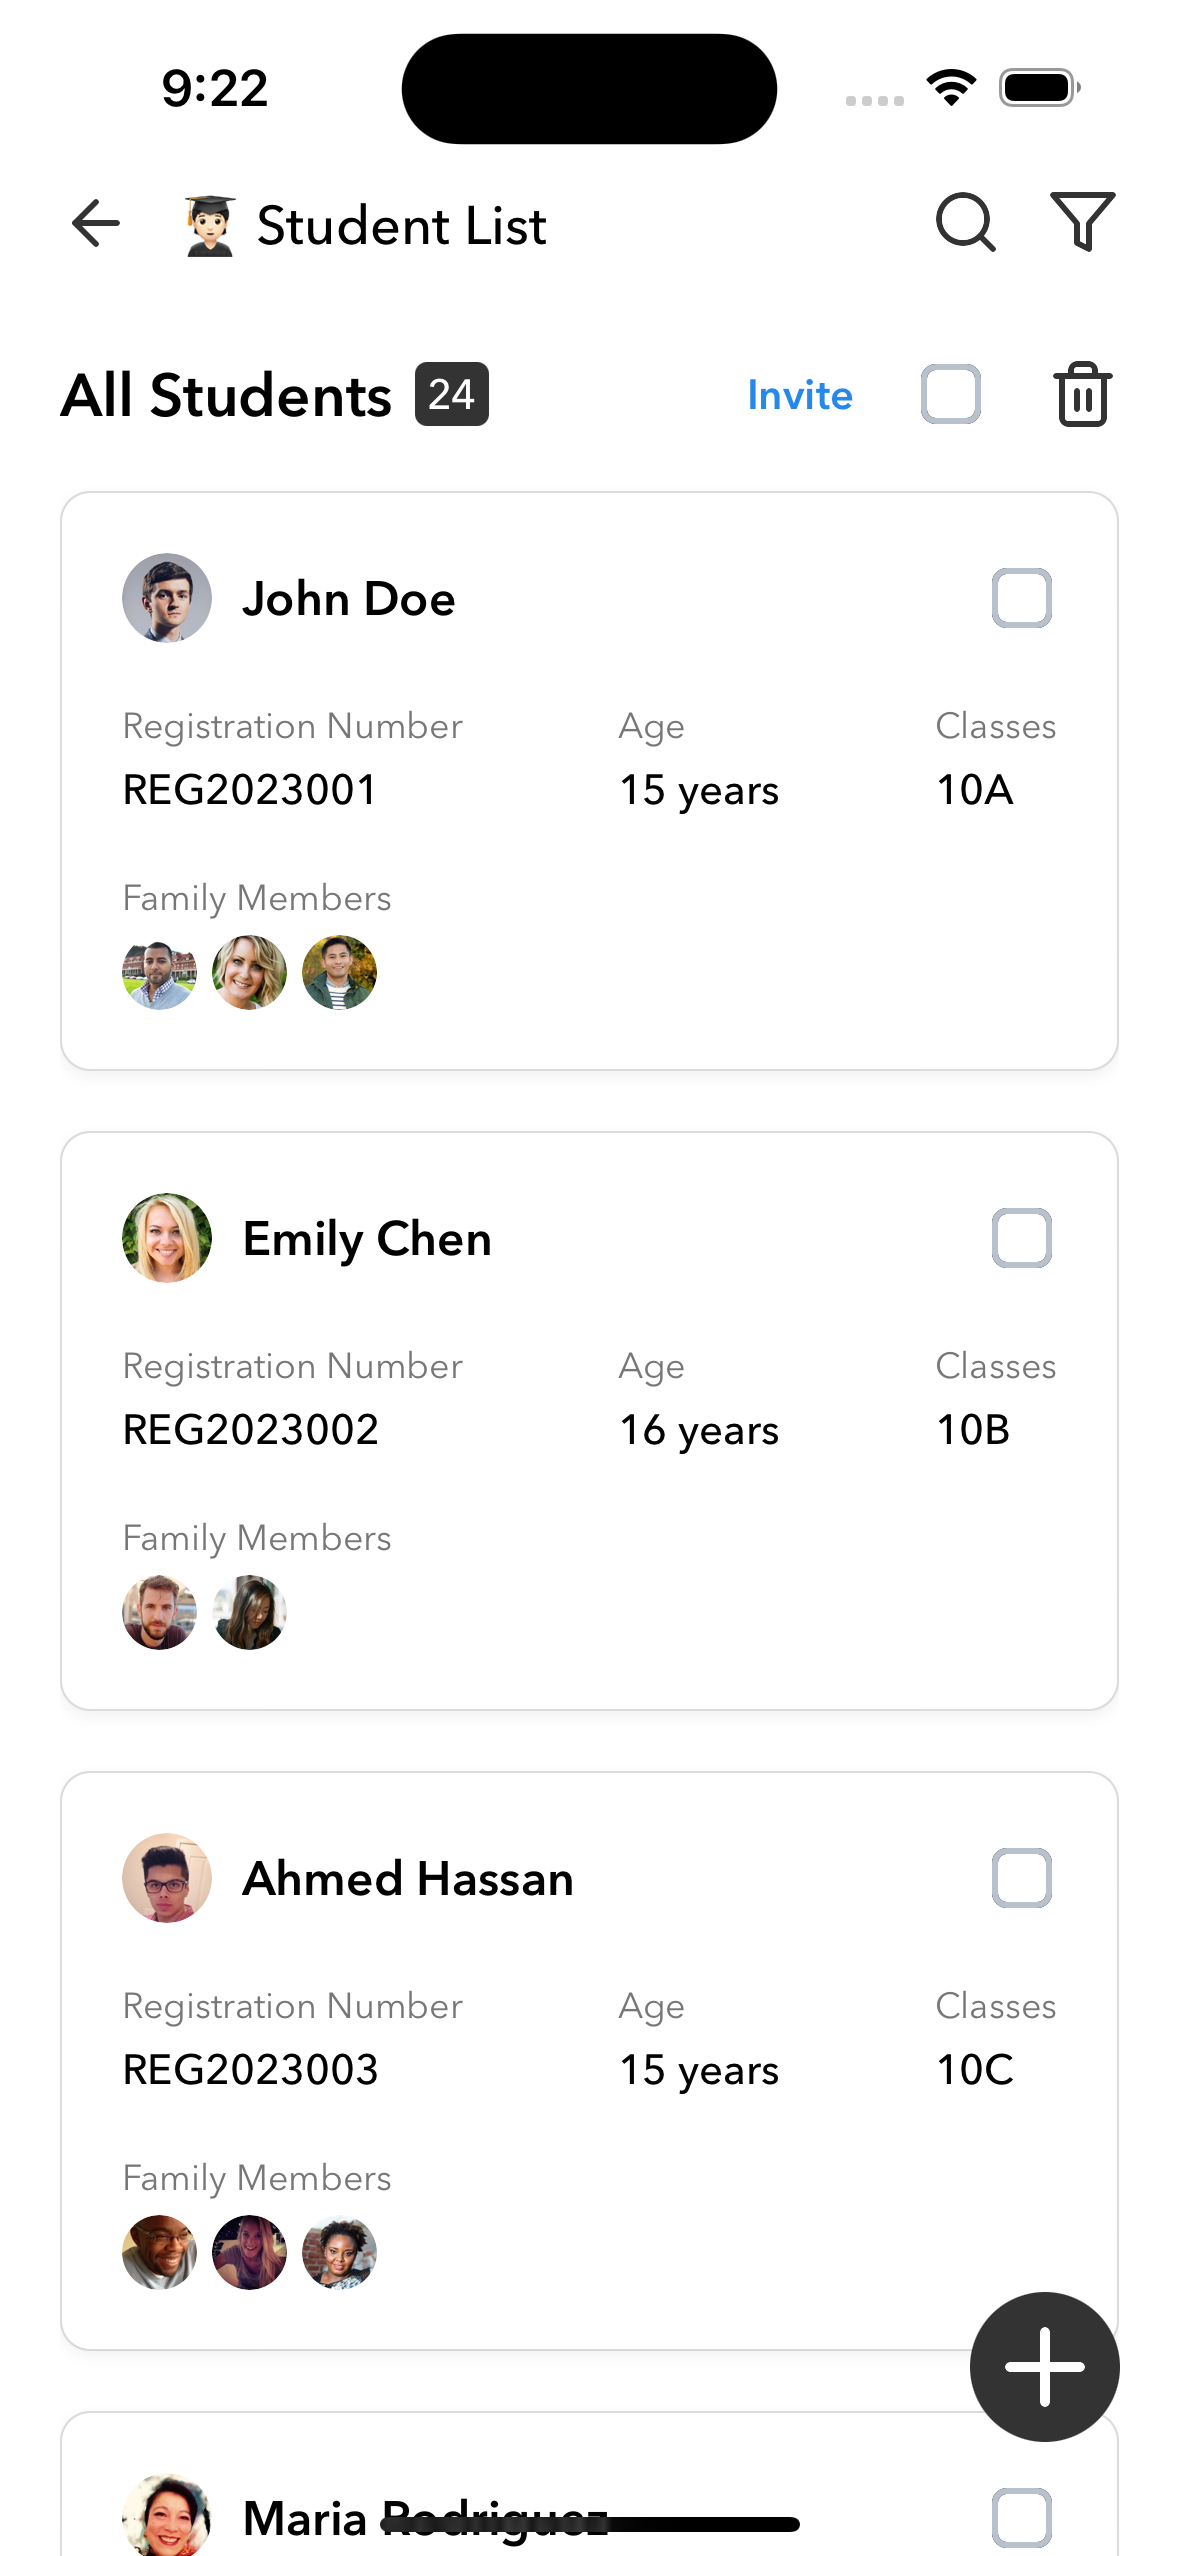 9:22
Student List
All Students 24 Invite
John Doe
Registration Number Age Classes
REG2023001 15 years 10A
Family Members
Emily Chen
Registration Number Age Classes
REG2023002 16 years 10B
Family Members
Ahmed Hassan
Registration Number Age Classes
REG2023003 15 years 10C
Family Members
Maria Rodriguez